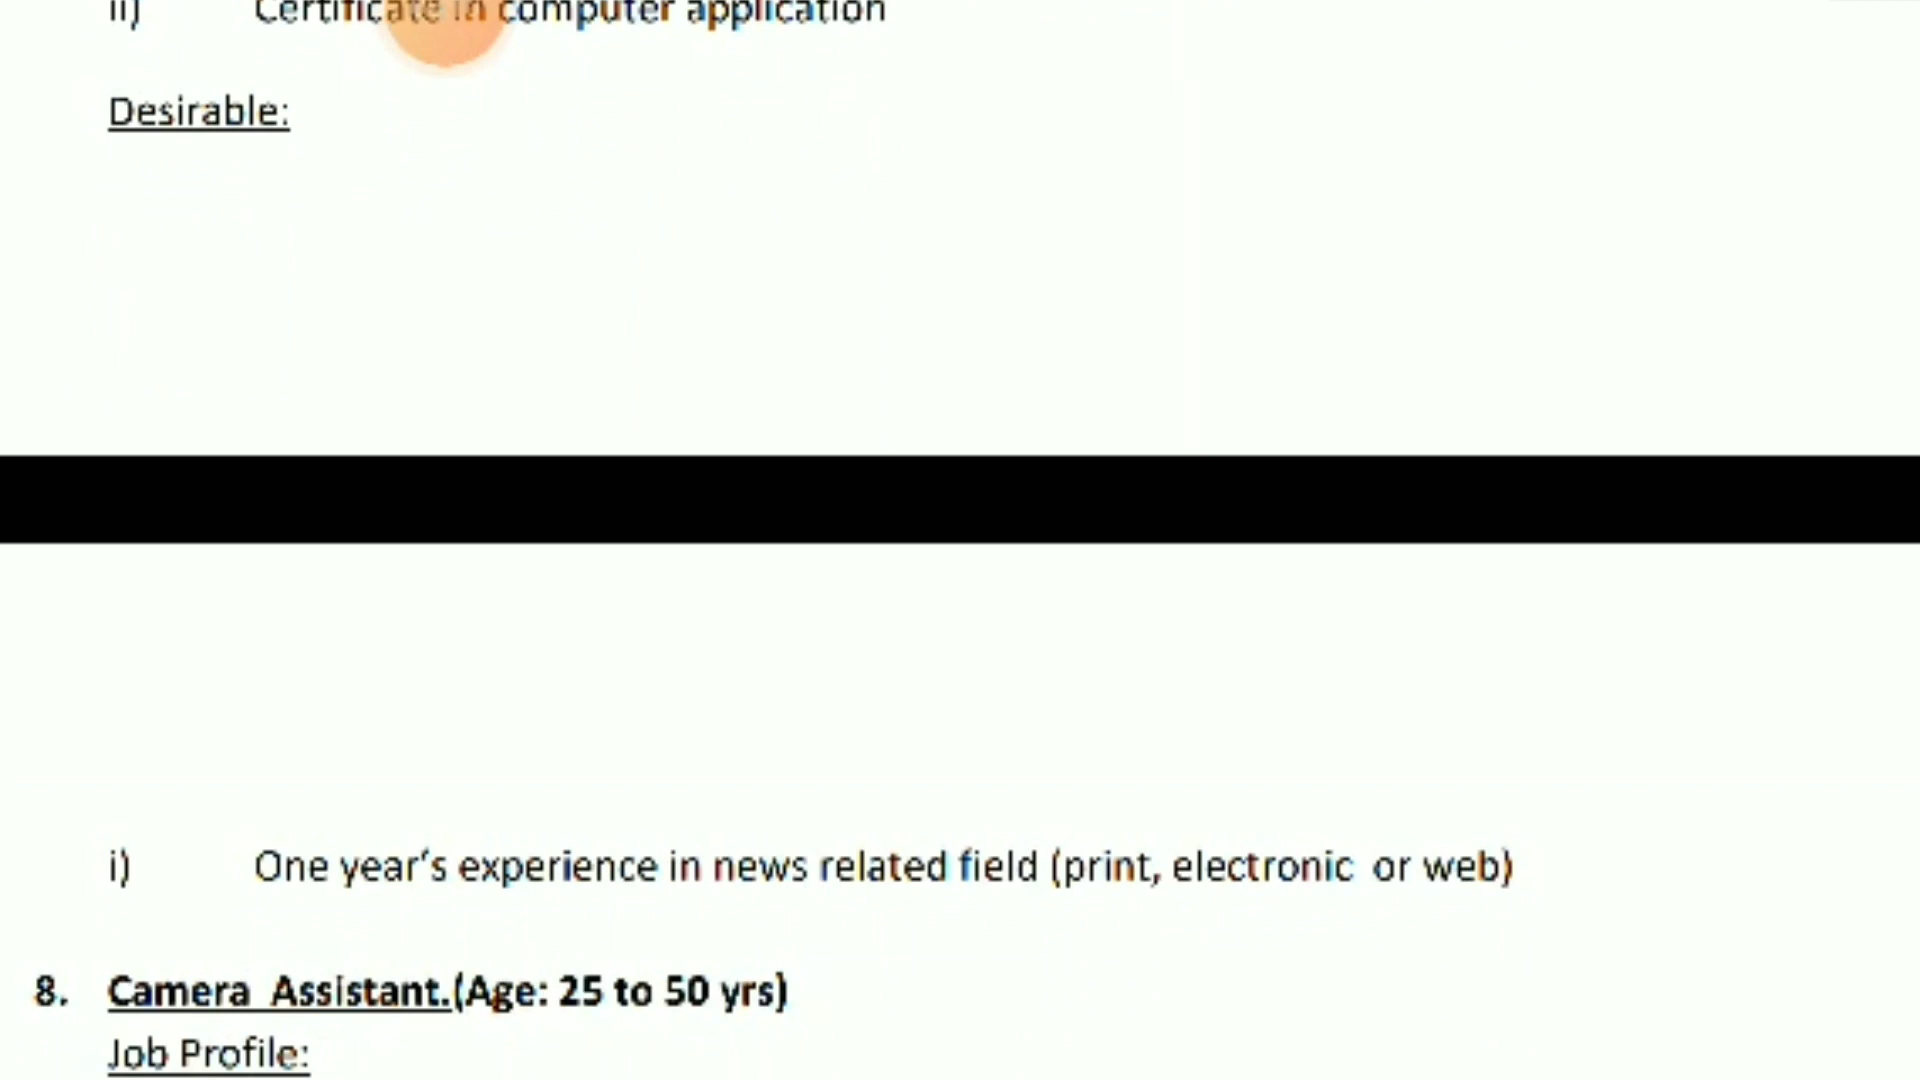 ii) Certificate in computer application
Desirable:
i) One year's experience in news related field (print, electronic or web)
8. Camera Assistant.(Age: 25 to 50 yrs)
Job Profile: